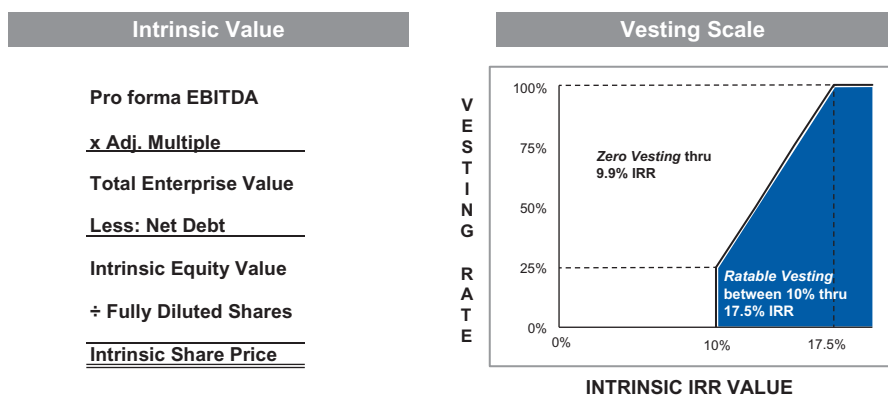 Intrinsic Value
Pro forma EBITDA
x Adj. Multiple
Total Enterprise Value
Less: Net Debt
Intrinsic Equity Value
÷ Fully Diluted Shares
Intrinsic Share Price
Vesting Scale
VESTING RATE
100%
75%
50%
25%
0%
Zero Vesting thru
9.9% IRR
Ratable Vesting
between 10% thru
17.5% IRR
0%
10%
17.5%
INTRINSIC IRR VALUE